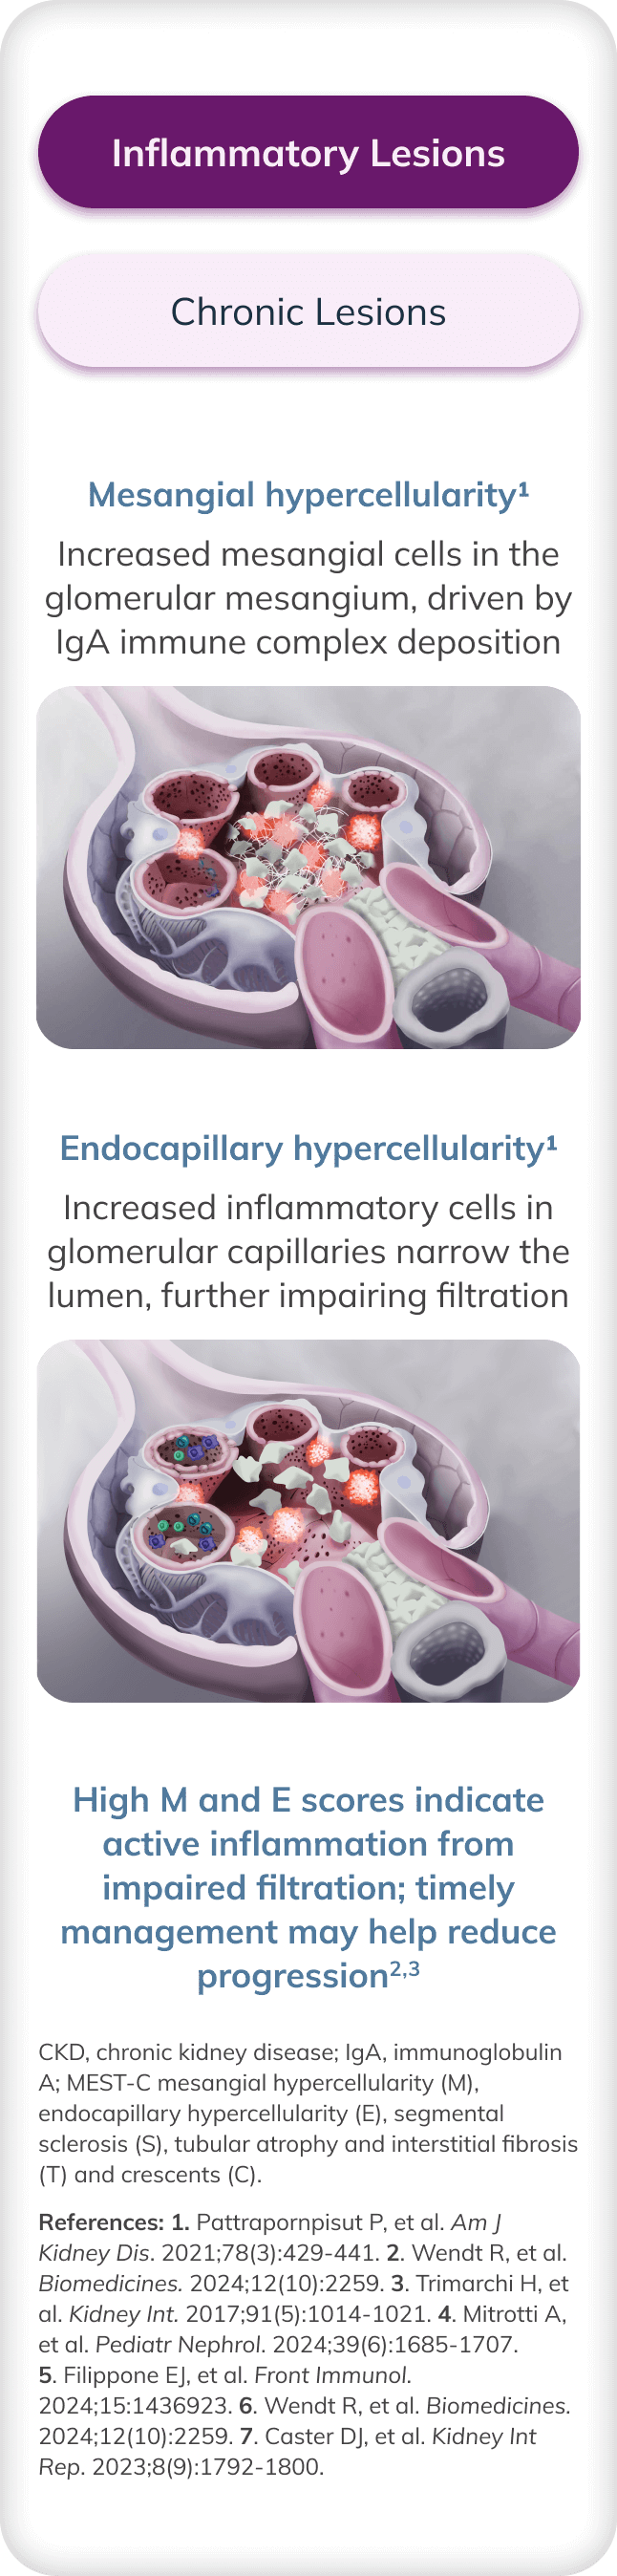 Inflammatory Lesions
Chronic Lesions
Mesangial hypercellularity¹
Increased mesangial cells in the
glomerular mesangium, driven by
IgA immune complex deposition
Endocapillary hypercellularity¹
Increased inflammatory cells in
glomerular capillaries narrow the
lumen, further impairing filtration
High M and E scores indicate
active inflammation from
impaired filtration; timely
management may help reduce
progression²,³
CKD, chronic kidney disease; IgA, immunoglobulin
A; MEST-C mesangial hypercellularity (M),
endocapillary hypercellularity (E), segmental
sclerosis (S), tubular atrophy and interstitial fibrosis
(T) and crescents (C).
References: 1. Pattrapornpisut P, et al. Am J
Kidney Dis. 2021;78(3):429-441. 2. Wendt R, et al.
Biomedicines. 2024;12(10):2259. 3. Trimarchi H, et
al. Kidney Int. 2017;91(5):1014-1021. 4. Mitrotti A,
et al. Pediatr Nephrol. 2024;39(6):1685-1707.
5. Filippone EJ, et al. Front Immunol.
2024;15:1436923. 6. Wendt R, et al. Biomedicines.
2024;12(10):2259. 7. Caster DJ, et al. Kidney Int
Rep. 2023;8(9):1792-1800.